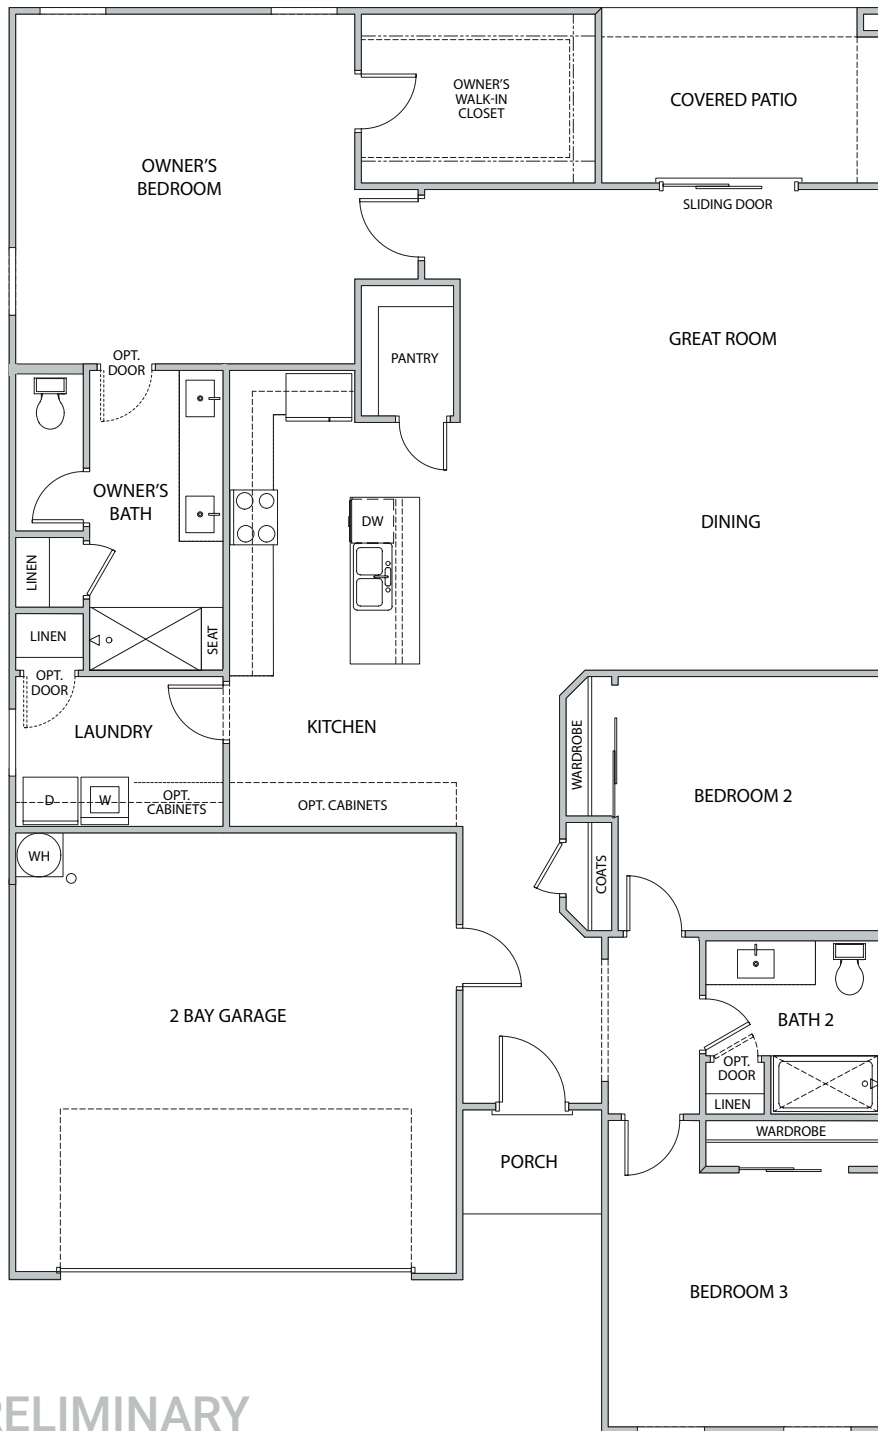 OWNER'S
WALK-IN
CLOSET
COVERED PATIO
OWNER'S
BEDROOM
SLIDING DOOR
GREAT ROOM
OPT.
DOOR
PANTRY
OWNER'S
BATH
DW
DINING
LINEN
LINEN
SEAT
OPT.
DOOR
LAUNDRY
KITCHEN
WARDROBE
D
W
OPT.
CABINETS
OPT. CABINETS
BEDROOM 2
WH
COATS
2 BAY GARAGE
BATH 2
OPT.
DOOR
LINEN
WARDROBE
PORCH
BEDROOM 3
RELIMINARY